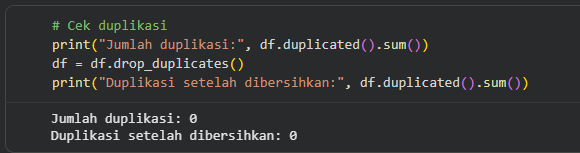 # Cek duplikasi
print("Jumlah duplikasi:", df.duplicated().sum())
df = df.drop_duplicates()
print("Duplikasi setelah dibersihkan:", df.duplicated().sum())
Jumlah duplikasi: 0
Duplikasi setelah dibersihkan: 0